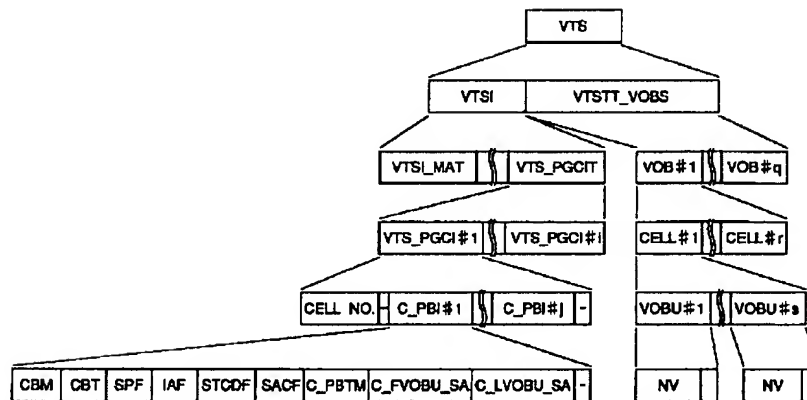 VTS
VTSI VTSTT_VOBS
VTSI_MAT VTS_PGCIT VOB#1 VOB#q
VTS_PGCI#1 VTS_PGCI#i CELL#1 CELL#r
CELL NO. - C_PBI#1 C_PBI#j - VOBU#1 VOBU#s
CBM CBT SPF IAF STCDF SACF C_PBTM C_FVOBU_SA C_LVOBU_SA - NV NV